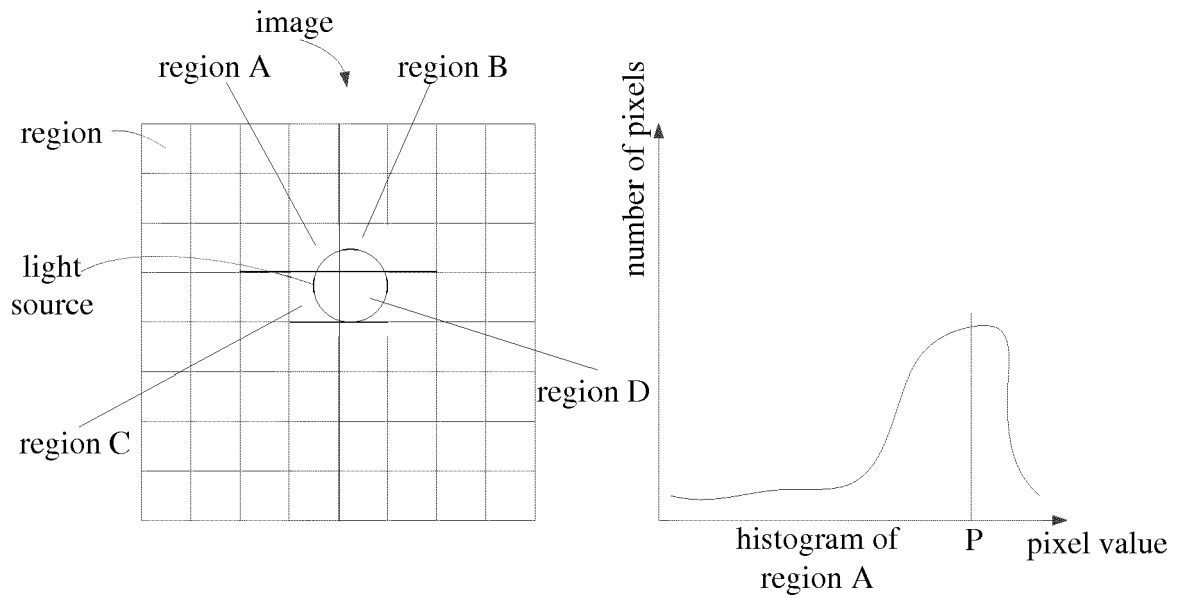 image
region A
region B
region
light
source
region D
region C
number of pixels
histogram of
region A
P
pixel value